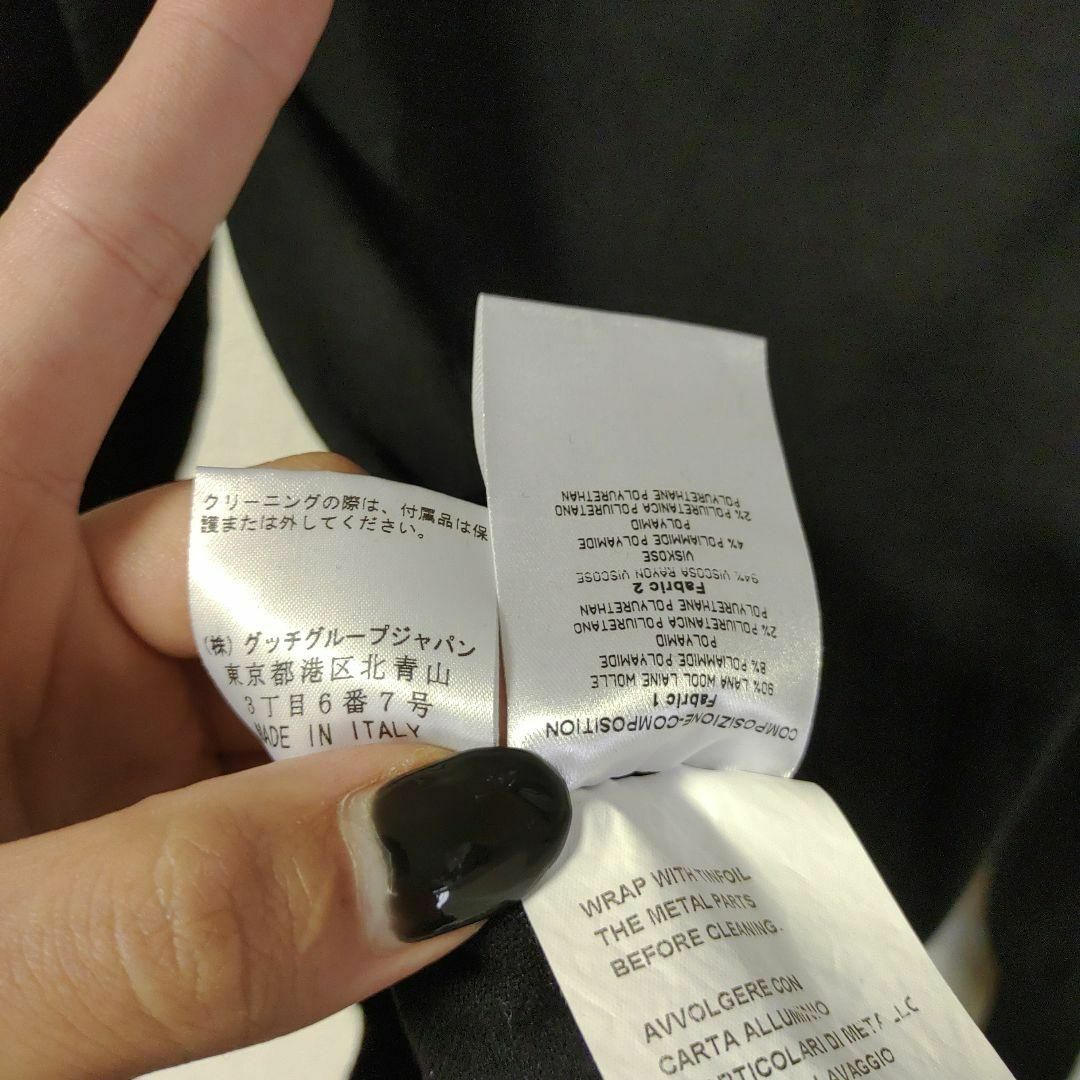 クリーニングの際は、付属品は保
護または外してください。
(株) グッチグループジャパン
東京都港区北青山
3丁目6番7号
MADE IN ITALY
COMPOSIZIONE-COMPOSITION
Fabric 1
90% LANA WOOL LAINE WOLLE
8% POLIAMMIDE POLYAMIDE
POLYAMID
2% POLIURETANICA POLIURETANO
POLYURETHANE POLYURETHAN
Fabric 2
94% VISCOSA RAYON VISCOSE
VISKOSE
4% POLIAMMIDE POLYAMIDE
POLYAMID
2% POLIURETANICA POLIURETANO
POLYURETHANE POLYURETHAN
WRAP WITH TINFOIL
THE METAL PARTS
BEFORE CLEANING.
AVVOLGERE CON
CARTA ALLUMINIO
PARTICOLARI DI METALLO
LAVAGGIO